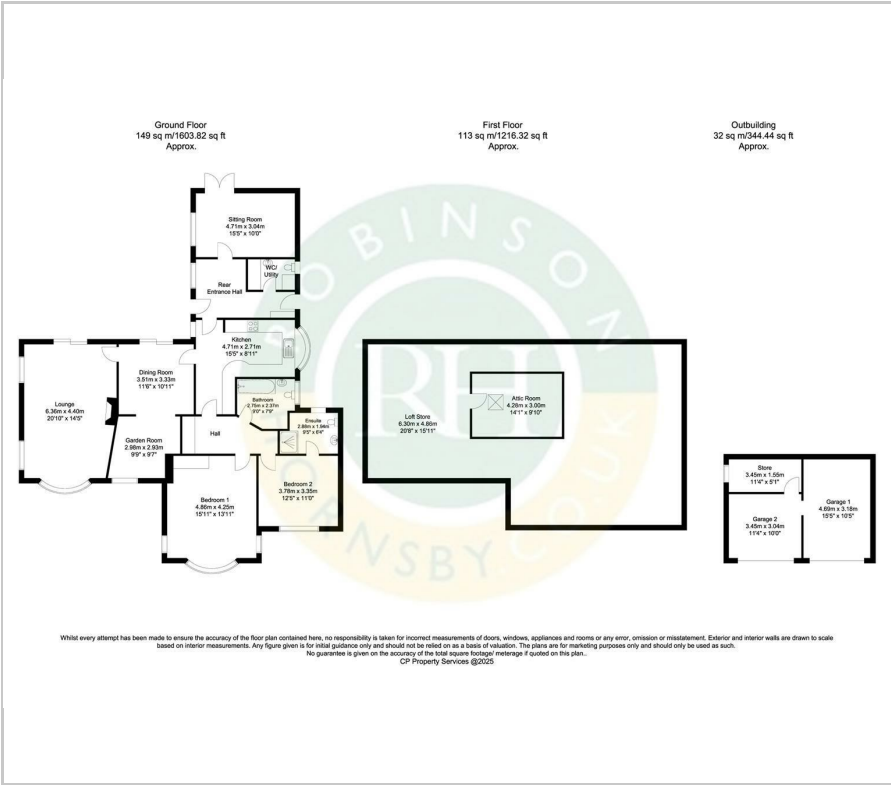 Ground Floor
149 sq m/1603.82 sq ft
Approx.
First Floor
113 sq m/1216.32 sq ft
Approx.
Outbuilding
32 sq m/344.44 sq ft
Approx.
Sitting Room
4.71m x 3.04m
15'5" x 10'0"
WC/
Utility
Rear
Entrance Hall
Kitchen
4.71m x 2.71m
15'5" x 8'11"
Dining Room
3.51m x 3.33m
11'6" x 10'11"
Lounge
6.36m x 4.40m
20'10" x 14'5"
Bathroom
2.75m x 2.37m
9'0" x 7'9"
Ensuite
2.88m x 1.94m
9'5" x 6'4"
Garden Room
2.98m x 2.93m
9'9" x 9'7"
Hall
Bedroom 1
4.86m x 4.25m
15'11" x 13'11"
Bedroom 2
3.78m x 3.35m
12'5" x 11'0"
Attic Room
4.28m x 3.00m
14'1" x 9'10"
Loft Store
6.30m x 4.86m
20'8" x 15'11"
Store
3.45m x 1.55m
11'4" x 5'1"
Garage 1
4.69m x 3.18m
15'5" x 10'5"
Garage 2
3.45m x 3.04m
11'4" x 10'0"
ROBINSON
RH
HORNSBY COURT
Whilst every attempt has been made to ensure the accuracy of the floor plan contained here, no responsibility is taken for incorrect measurements of doors, windows, appliances and rooms or any error, omission or misstatement. Exterior and interior walls are drawn to scale
based on interior measurements. Any figure given is for initial guidance only and should not be relied on as a basis of valuation. The plans are for marketing purposes only and should only be used as such.
No guarantee is given on the accuracy of the total square footage/ meterage if quoted on this plan..
CP Property Services @2025